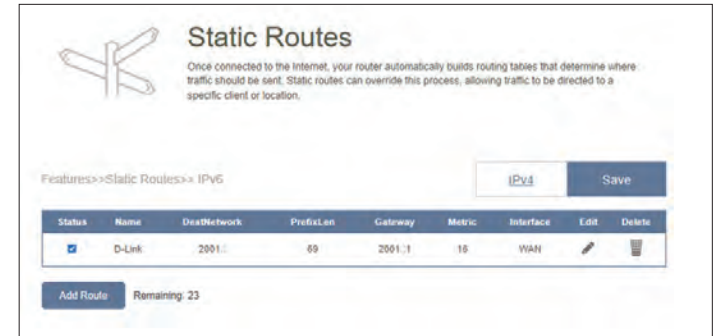 Static Routes
Once connected to the Internet, your router automatically builds routing tables that determine where
traffic should be sent. Static routes can override this process, allowing traffic to be directed to a
specific client or location.
Features>>Static Routes>> IPv6
IPv4
Save
Status Name DestNetwork PrefixLen Gateway Metric Interface Edit Delete
D-Link 2001:: 69 2001::1 16 WAN
Add Route Remaining: 23